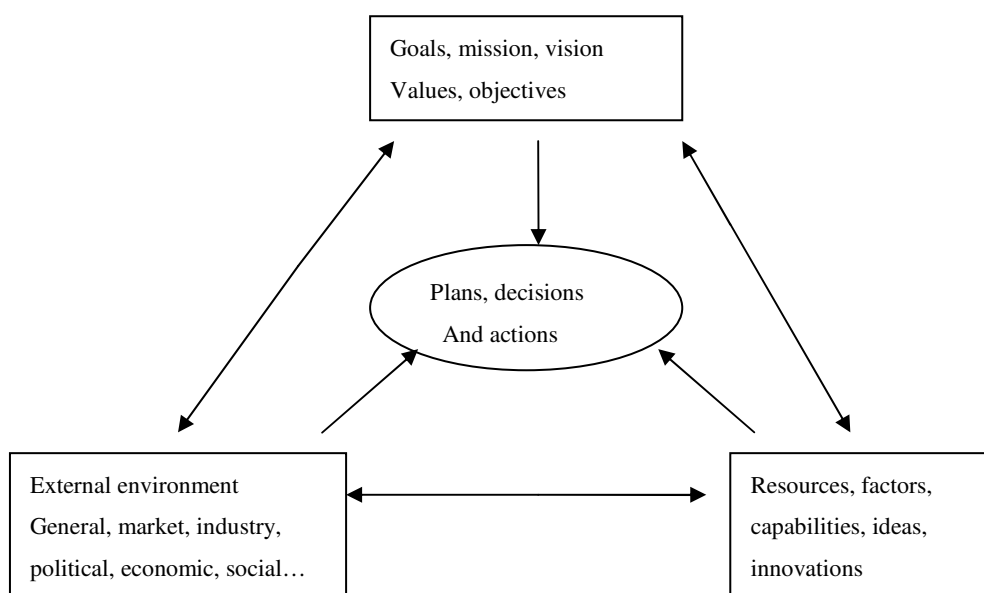 Goals, mission, vision
Values, objectives
Plans, decisions
And actions
External environment
General, market, industry,
political, economic, social…
Resources, factors,
capabilities, ideas,
innovations